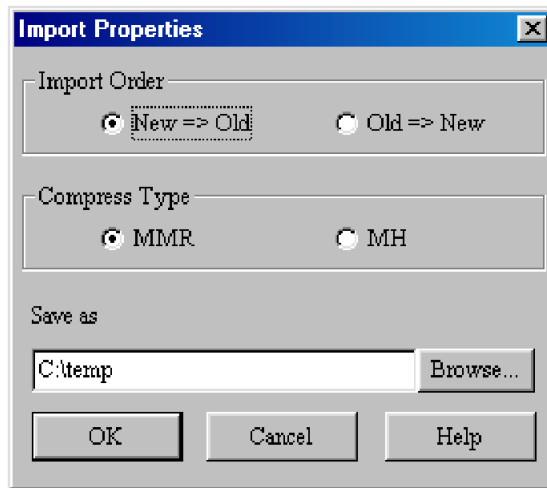 Import Properties
Import Order
New => Old Old => New
Compress Type
MMR MH
Save as
C:\temp Browse...
OK Cancel Help